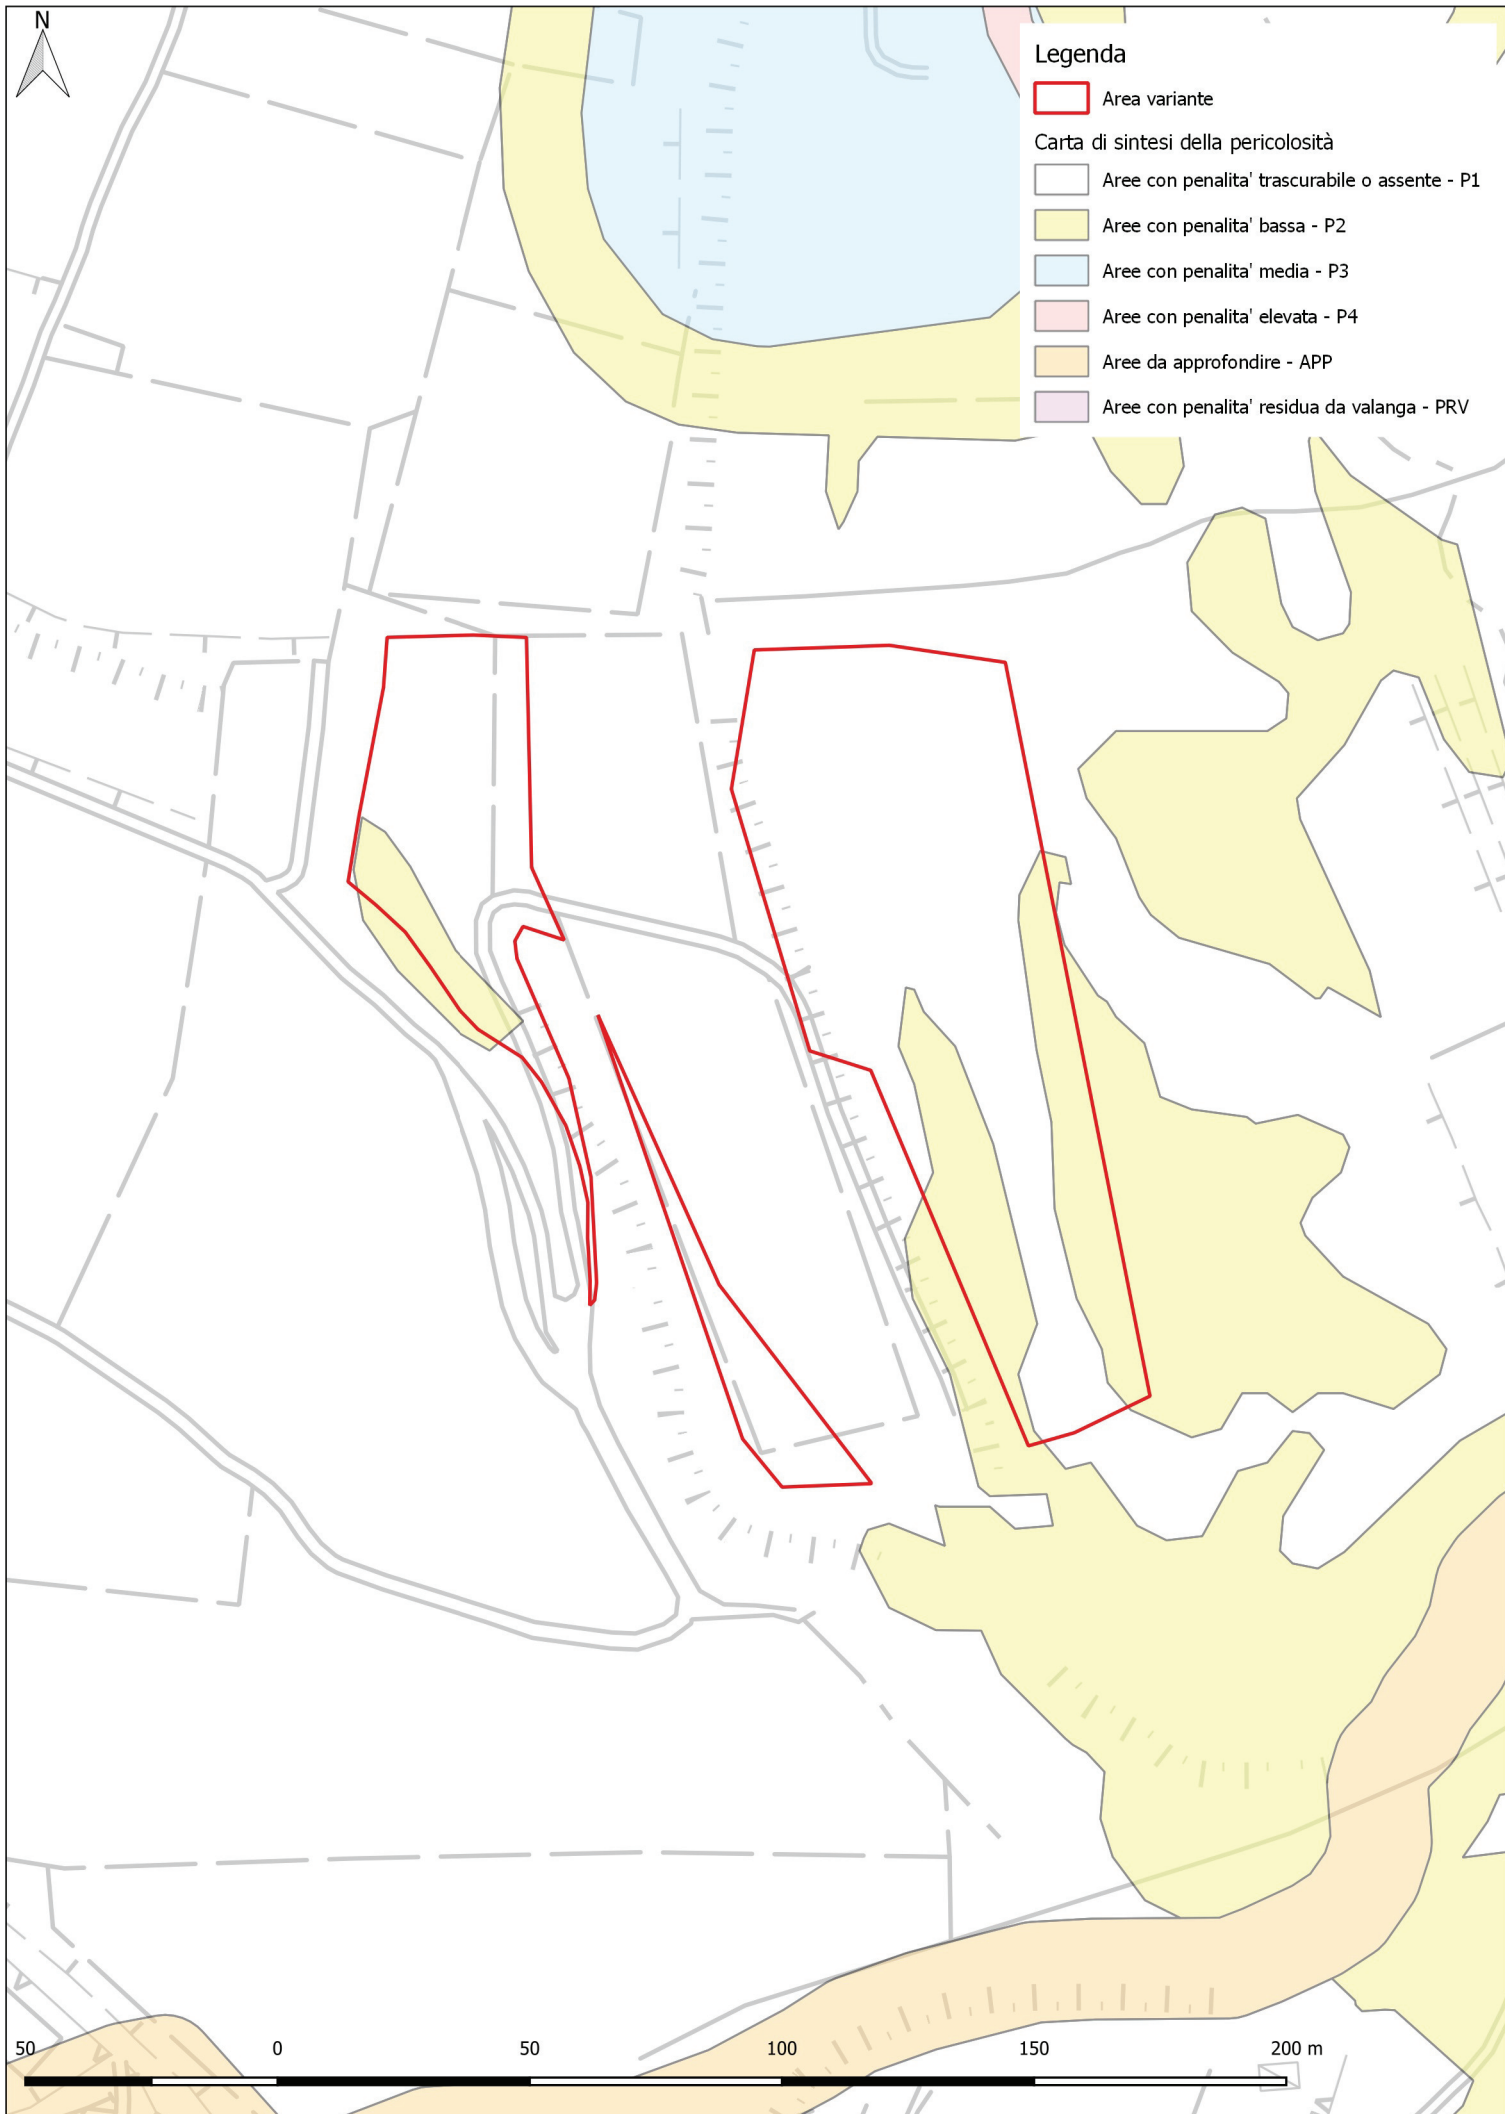 N
Legenda
Area variante
Carta di sintesi della pericolosità
Aree con penalita' trascurabile o assente - P1
Aree con penalita' bassa - P2
Aree con penalita' media - P3
Aree con penalita' elevata - P4
Aree da approfondire - APP
Aree con penalita' residua da valanga - PRV
50 0 50 100 150 200 m